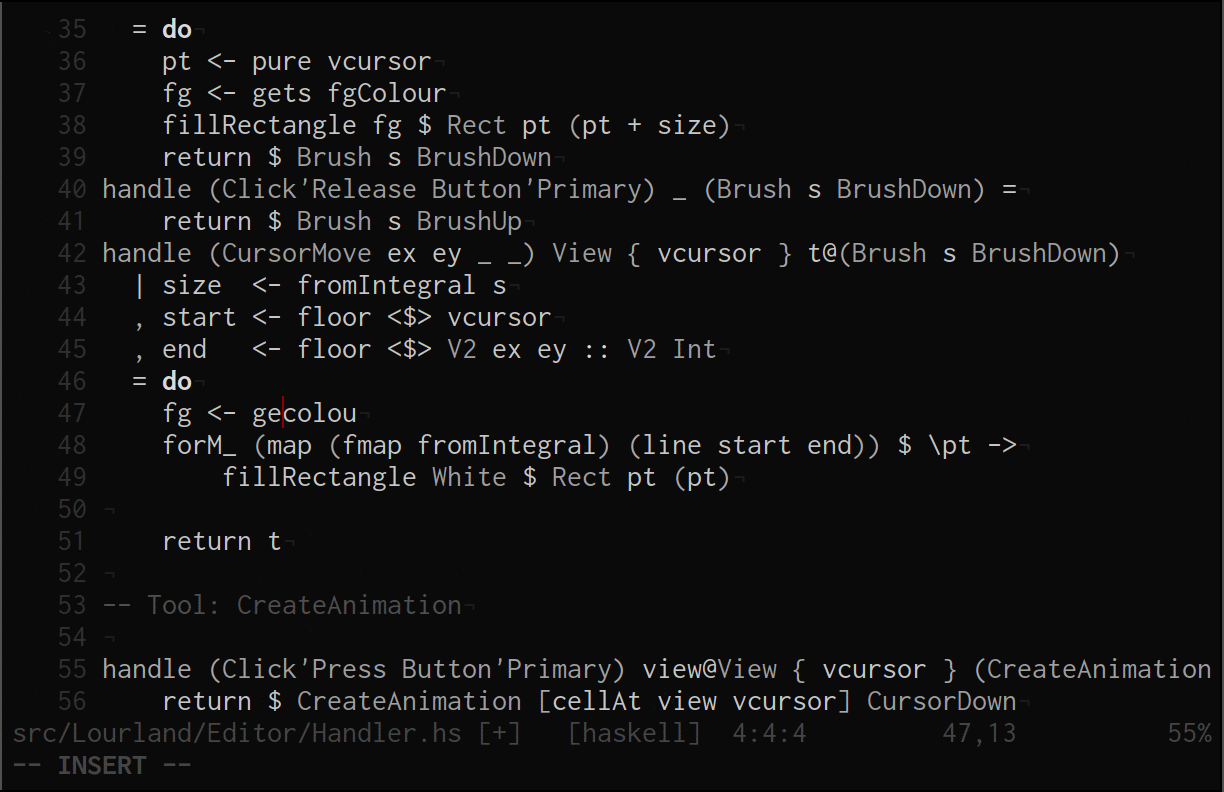 35   = do¬
36     pt <- pure vcursor¬
37     fg <- gets fgColour¬
38     fillRectangle fg $ Rect pt (pt + size)¬
39     return $ Brush s BrushDown¬
40 handle (Click'Release Button'Primary) _ (Brush s BrushDown) =¬
41     return $ Brush s BrushUp¬
42 handle (CursorMove ex ey _ _) View { vcursor } t@(Brush s BrushDown)¬
43   | size  <- fromIntegral s¬
44   , start <- floor <$> vcursor¬
45   , end   <- floor <$> V2 ex ey :: V2 Int¬
46   = do¬
47     fg <- gecolou¬
48     forM_ (map (fmap fromIntegral) (line start end)) $ \pt ->¬
49         fillRectangle White $ Rect pt (pt)¬
50 ¬
51     return t¬
52 ¬
53 -- Tool: CreateAnimation¬
54 ¬
55 handle (Click'Press Button'Primary) view@View { vcursor } (CreateAnimation
56     return $ CreateAnimation [cellAt view vcursor] CursorDown¬
src/Lourland/Editor/Handler.hs [+]   [haskell]  4:4:4         47,13          55%
-- INSERT --